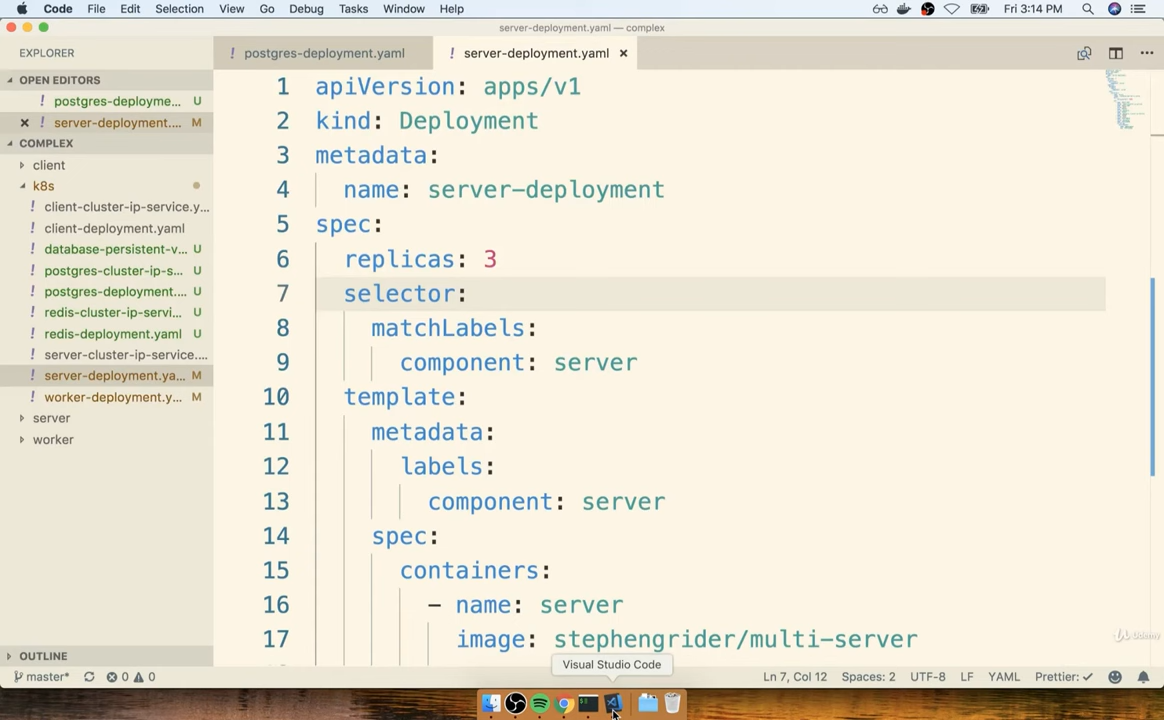 Code File Edit Selection View Go Debug Tasks Window Help Fri 3:14 PM
server-deployment.yaml — complex
EXPLORER
! postgres-deployment.yaml
! server-deployment.yaml ×
OPEN EDITORS
! postgres-deployme... U
× ! server-deployment.... M
COMPLEX
client
k8s
! client-cluster-ip-service.y...
! client-deployment.yaml
! database-persistent-v... U
! postgres-cluster-ip-s... U
! postgres-deployment.... U
! redis-cluster-ip-servi... U
! redis-deployment.yaml U
! server-cluster-ip-service....
! server-deployment.ya... M
! worker-deployment.y... M
server
worker
OUTLINE
1 apiVersion: apps/v1
2 kind: Deployment
3 metadata:
4 name: server-deployment
5 spec:
6 replicas: 3
7 selector:
8 matchLabels:
9 component: server
10 template:
11 metadata:
12 labels:
13 component: server
14 spec:
15 containers:
16 - name: server
17 image: stephengrider/multi-server
Udemy
Visual Studio Code
master* 0 0 Ln 7, Col 12 Spaces: 2 UTF-8 LF YAML Prettier: ✓